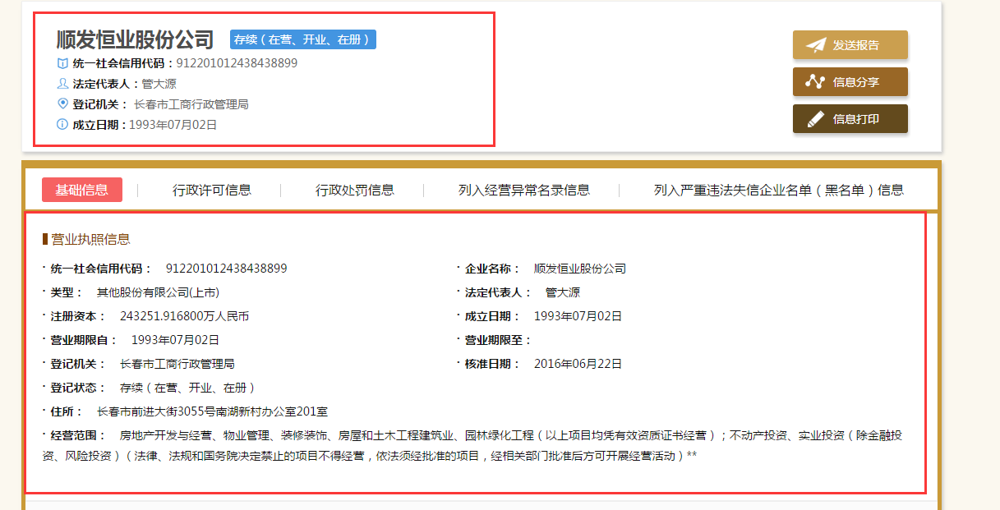 顺发恒业股份公司 存续（在营、开业、在册）
统一社会信用代码：912201012438438899
法定代表人：管大源
登记机关： 长春市工商行政管理局
成立日期：1993年07月02日
发送报告
信息分享
信息打印
基础信息 行政许可信息 行政处罚信息 列入经营异常名录信息 列入严重违法失信企业名单（黑名单）信息
营业执照信息
· 统一社会信用代码： 912201012438438899 · 企业名称： 顺发恒业股份公司
· 类型： 其他股份有限公司(上市) · 法定代表人： 管大源
· 注册资本： 243251.916800万人民币 · 成立日期： 1993年07月02日
· 营业期限自： 1993年07月02日 · 营业期限至：
· 登记机关： 长春市工商行政管理局 · 核准日期： 2016年06月22日
· 登记状态： 存续（在营、开业、在册）
· 住所： 长春市前进大街3055号南湖新村办公室201室
· 经营范围： 房地产开发与经营、物业管理、装修装饰、房屋和土木工程建筑业、园林绿化工程（以上项目均凭有效资质证书经营）；不动产投资、实业投资（除金融投
资、风险投资）（法律、法规和国务院决定禁止的项目不得经营，依法须经批准的项目，经相关部门批准后方可开展经营活动）**